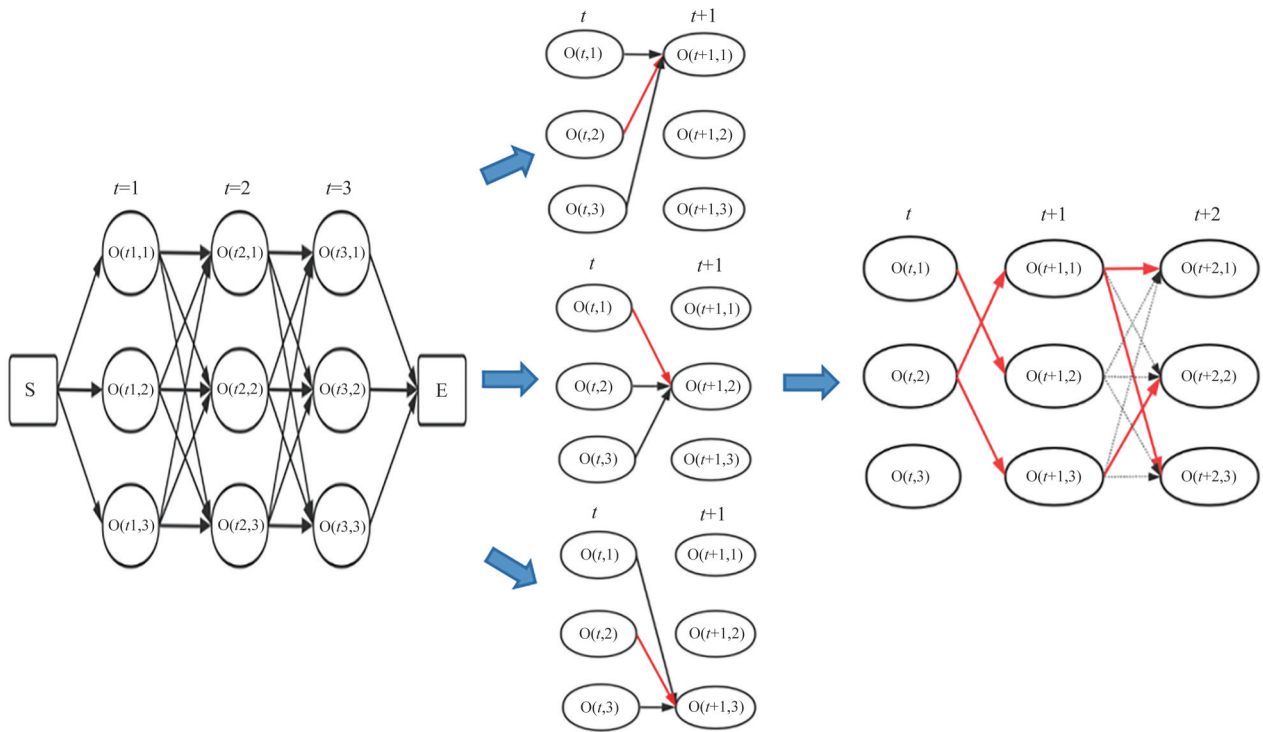 t=1 t=2 t=3
O(t1,1) O(t2,1) O(t3,1)
S O(t1,2) O(t2,2) O(t3,2) E
O(t1,3) O(t2,3) O(t3,3)
t t+1
O(t,1) O(t+1,1)
O(t,2) O(t+1,2)
O(t,3) O(t+1,3)
t t+1
O(t,1) O(t+1,1)
O(t,2) O(t+1,2)
O(t,3) O(t+1,3)
t t+1
O(t,1) O(t+1,1)
O(t,2) O(t+1,2)
O(t,3) O(t+1,3)
t t+1 t+2
O(t,1) O(t+1,1) O(t+2,1)
O(t,2) O(t+1,2) O(t+2,2)
O(t,3) O(t+1,3) O(t+2,3)